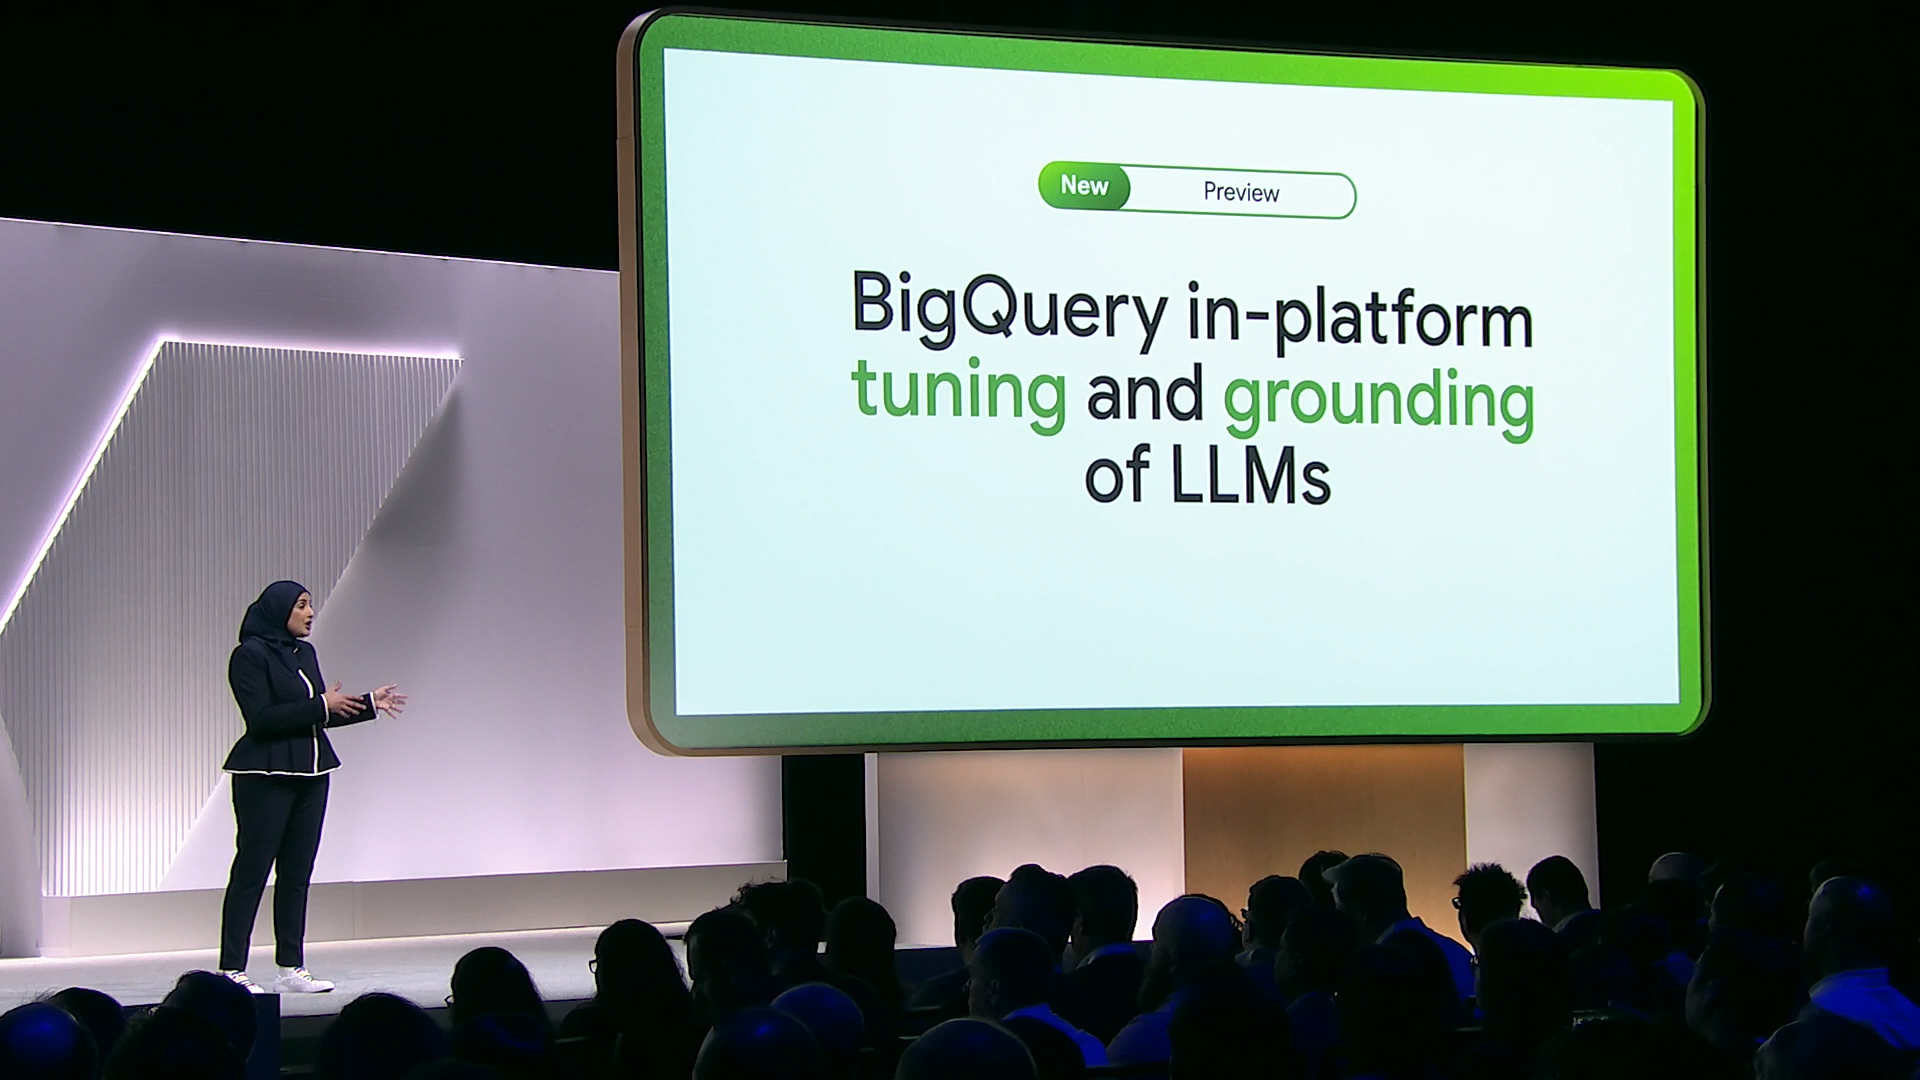 New Preview
BigQuery in-platform
tuning and grounding
of LLMs